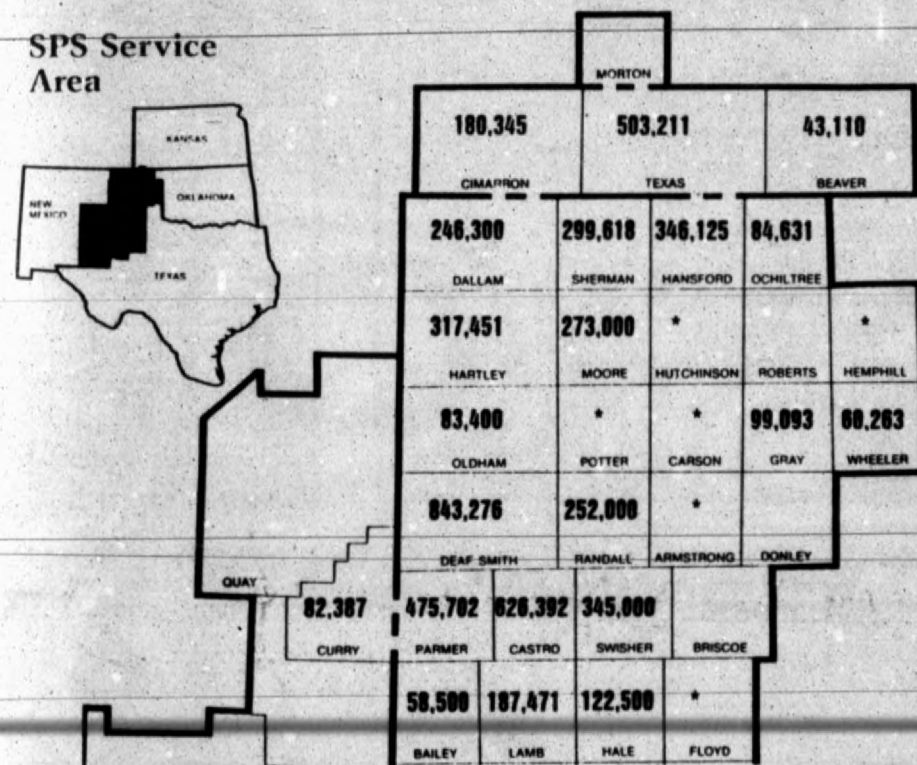 SPS Service
Area
KANSAS
NEW
MEXICO
OKLAHOMA
TEXAS
MORTON
180,345 503,211 43,110
CIMARRON TEXAS BEAVER
246,300 299,618 346,125 84,631
DALLAM SHERMAN HANSFORD OCHILTREE
317,451 273,000 * *
HARTLEY MOORE HUTCHINSON ROBERTS HEMPHILL
83,400 * * 99,093 60,263
OLDHAM POTTER CARSON GRAY WHEELER
843,276 252,000 *
DEAF SMITH RANDALL ARMSTRONG DONLEY
QUAY
82,387 475,702 626,392 345,000
CURRY PARMER CASTRO SWISHER BRISCOE
58,500 187,471 122,500 *
BAILEY LAMB HALE FLOYD